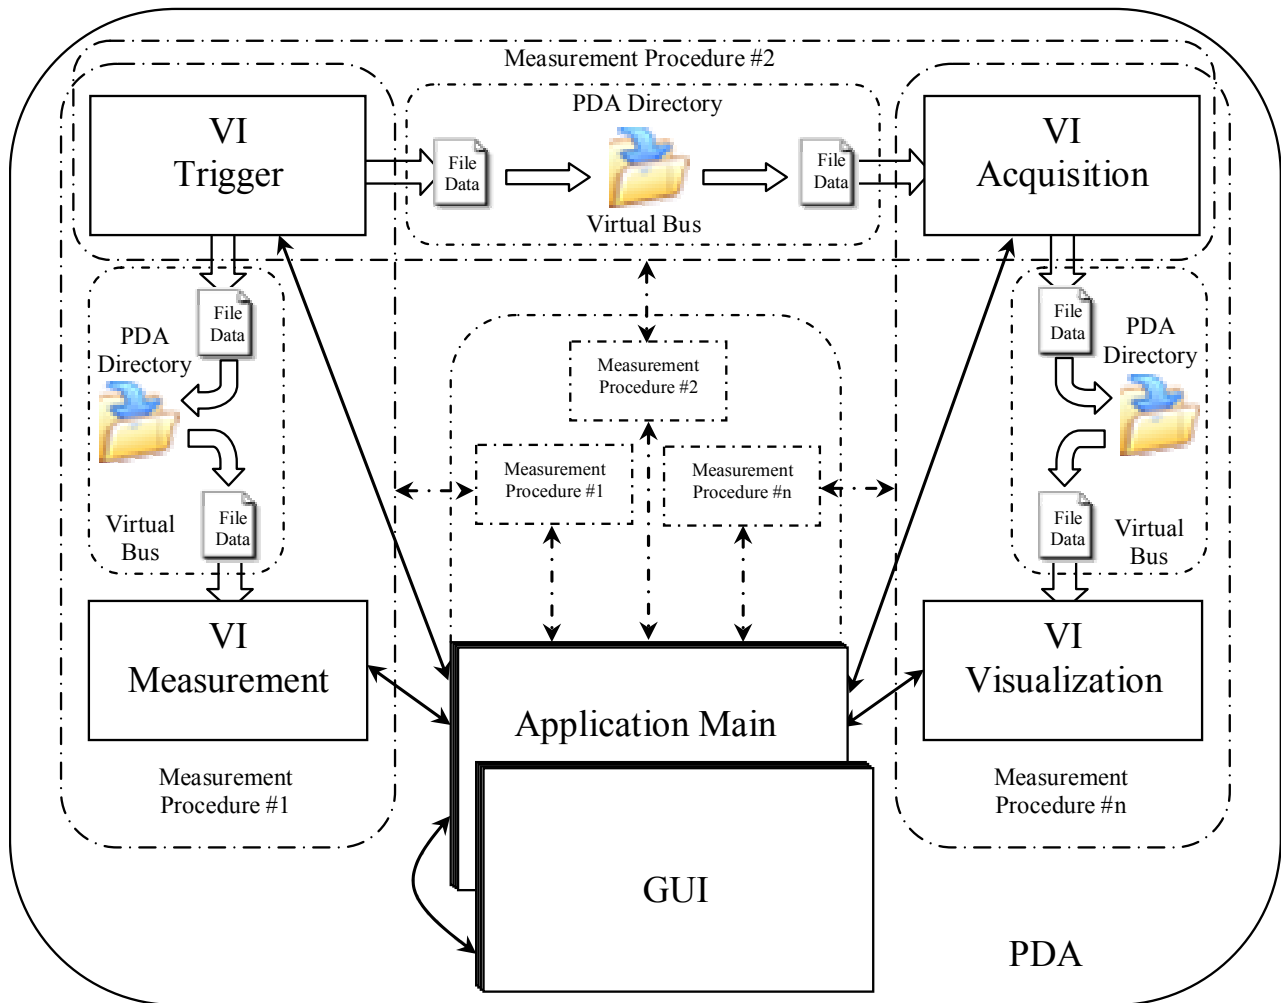 Measurement Procedure #2
VI
Trigger
PDA Directory
File
Data
File
Data
Virtual Bus
VI
Acquisition
File
Data
PDA
Directory
File
Data
Virtual
Bus
Measurement
Procedure #2
Measurement
Procedure #1
Measurement
Procedure #n
File
Data
PDA
Directory
File
Data
Virtual
Bus
VI
Measurement
Application Main
VI
Visualization
Measurement
Procedure #1
Measurement
Procedure #n
GUI
PDA